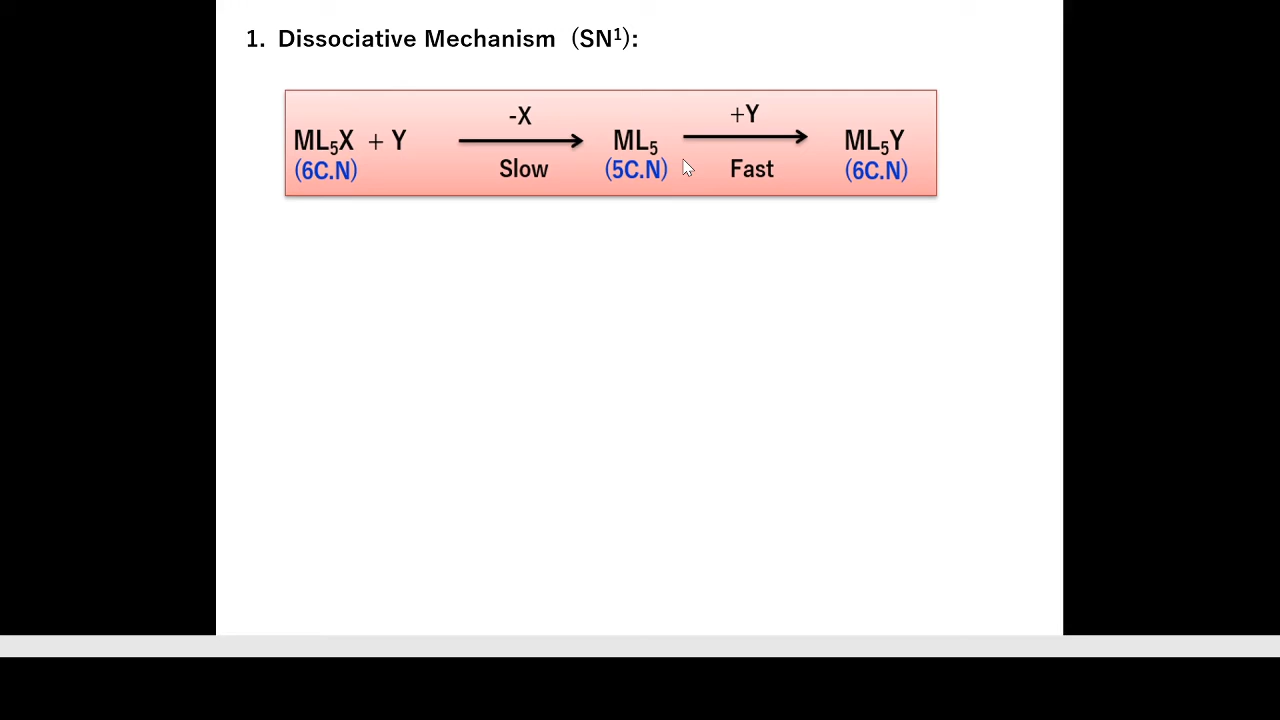 1. Dissociative Mechanism (SN¹):
-X
+Y
ML₅X + Y
ML₅
ML₅Y
(6C.N)
Slow
(5C.N)
Fast
(6C.N)